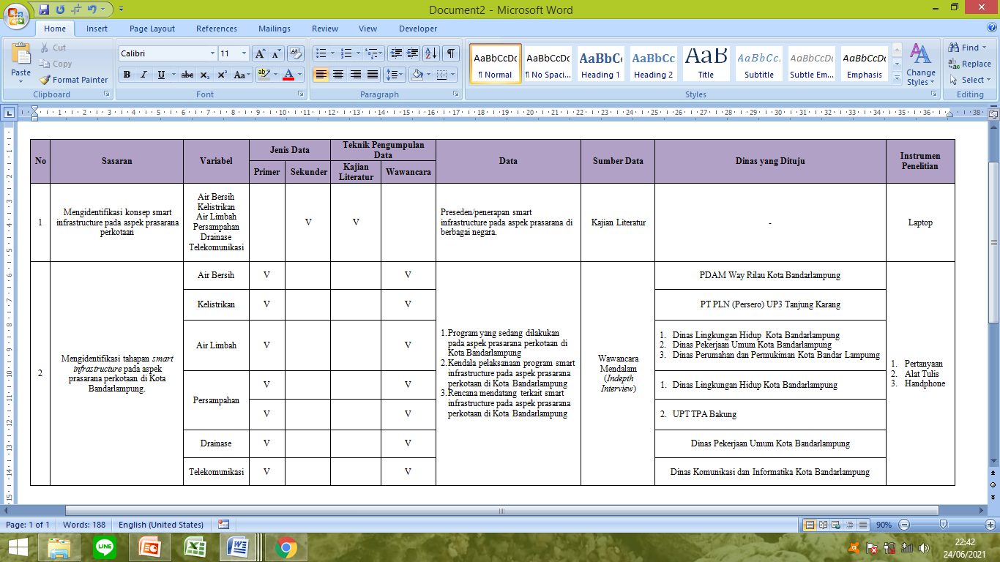 Document2 - Microsoft Word
Home Insert Page Layout References Mailings Review View Developer
Paste
Cut
Copy
Format Painter
Clipboard
Calibri 11
Font
Paragraph
AaBbCcDc AaBbCcDc AaBbC AaBbCc AaB AaBbCc. AaBbCcDc AaBbCcDc
¶ Normal ¶ No Spaci... Heading 1 Heading 2 Title Subtitle Subtle Em... Emphasis
Change
Styles
Styles
Find
Replace
Select
Editing
No Sasaran Variabel Jenis Data Teknik Pengumpulan
Data
Data Sumber Data Dinas yang Dituju Instrumen
Penelitian
Primer Sekunder Kajian
Literatur
Wawancara
1
Mengidentifikasi konsep smart
infrastructure pada aspek prasarana
perkotaan
Air Bersih
Kelistrikan
Air Limbah
Persampahan
Drainase
Telekomunikasi
V V
Preseden/penerapan smart
infrastructure pada aspek prasarana di
berbagai negara.
Kajian Literatur
-
Laptop
2
Mengidentifikasi tahapan smart
infrastructure pada aspek
prasarana perkotaan di Kota
Bandarlampung.
Air Bersih V V
Kelistrikan V V
Air Limbah V V
Persampahan V V
V V
Drainase V V
Telekomunikasi V V
1.Program yang sedang dilakukan
pada aspek prasarana perkotaan di
Kota Bandarlampung
2.Kendala pelaksanaan program smart
infrastructure pada aspek prasarana
perkotaan di Kota Bandarlampung
3.Rencana mendatang terkait smart
infrastructure pada aspek prasarana
perkotaan di Kota Bandarlampung
Wawancara
Mendalam
(Indepth
Interview)
PDAM Way Rilau Kota Bandarlampung
PT PLN (Persero) UP3 Tanjung Karang
1. Dinas Lingkungan Hidup Kota Bandarlampung
2. Dinas Pekerjaan Umum Kota Bandarlampung
3. Dinas Perumahan dan Permukiman Kota Bandar Lampumg
1. Dinas Lingkungan Hidup Kota Bandarlampung
2. UPT TPA Bakung
Dinas Pekerjaan Umum Kota Bandarlampung
Dinas Komunikasi dan Informatika Kota Bandarlampung
1. Pertanyaan
2. Alat Tulis
3. Handphone
Page: 1 of 1 Words: 188 English (United States) 90%
LINE
22:42
24/06/2021